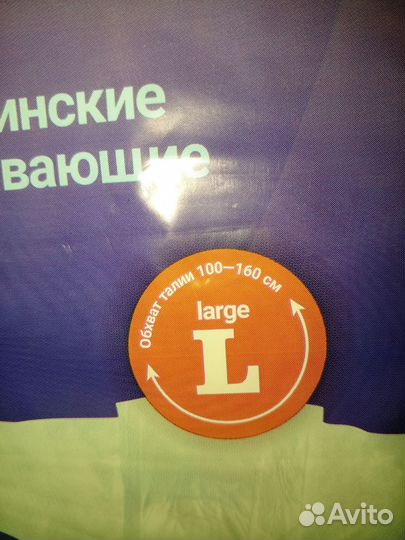 инские
вающие
Обхват талии 100–160 см
large
L
Avito